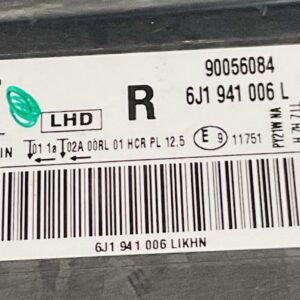 90056084
LHD R 6J1 941 006 L
IN 01 1a 02A 00RL 01 HCR PL 12,5 E 9 11751
PY21W NA
6J1 941 006 LIKHN